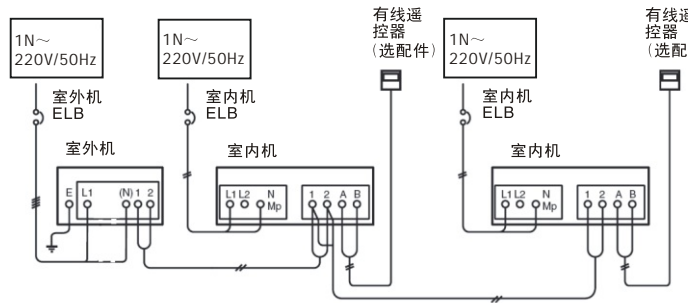 1N～
220V/50Hz
室外机
ELB
室外机
E
L1
(N)
1
2
1N～
220V/50Hz
室内机
ELB
室内机
L1
L2
N
Mp
1
2
A
B
有线遥
控器
(选配件)
1N～
220V/50Hz
室内机
ELB
室内机
L1
L2
N
Mp
1
2
A
B
有线遥
控器
(选配